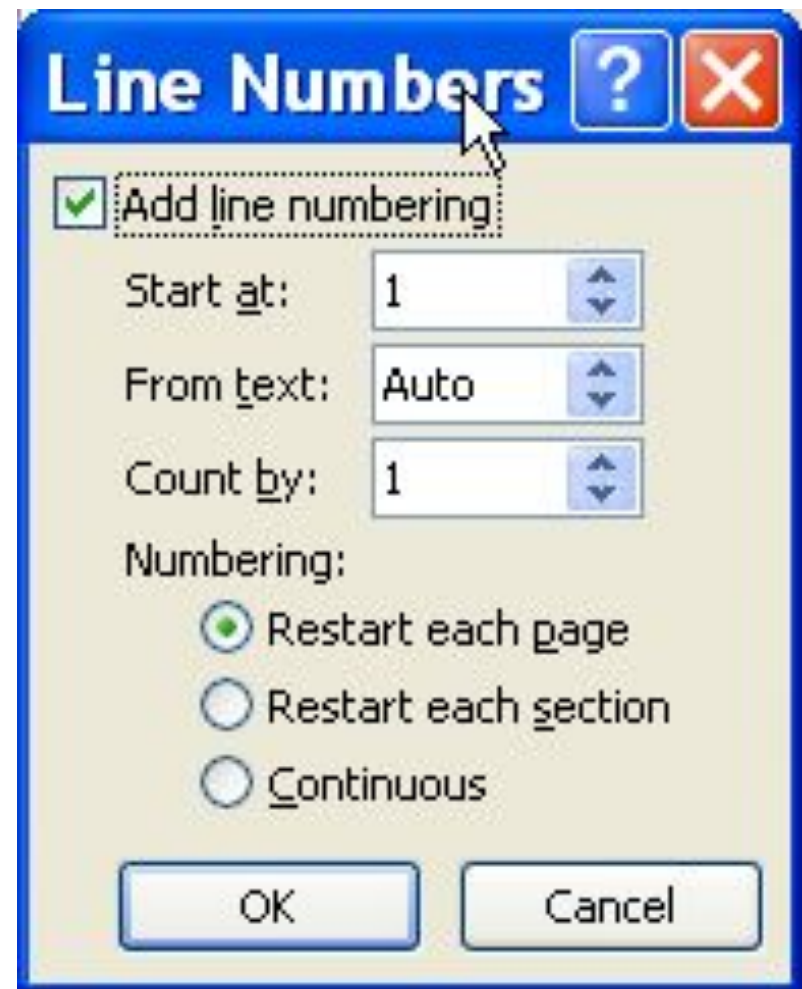 Line Numbers ?
Add line numbering
Start at: 1
From text: Auto
Count by: 1
Numbering:
Restart each page
Restart each section
Continuous
OK Cancel